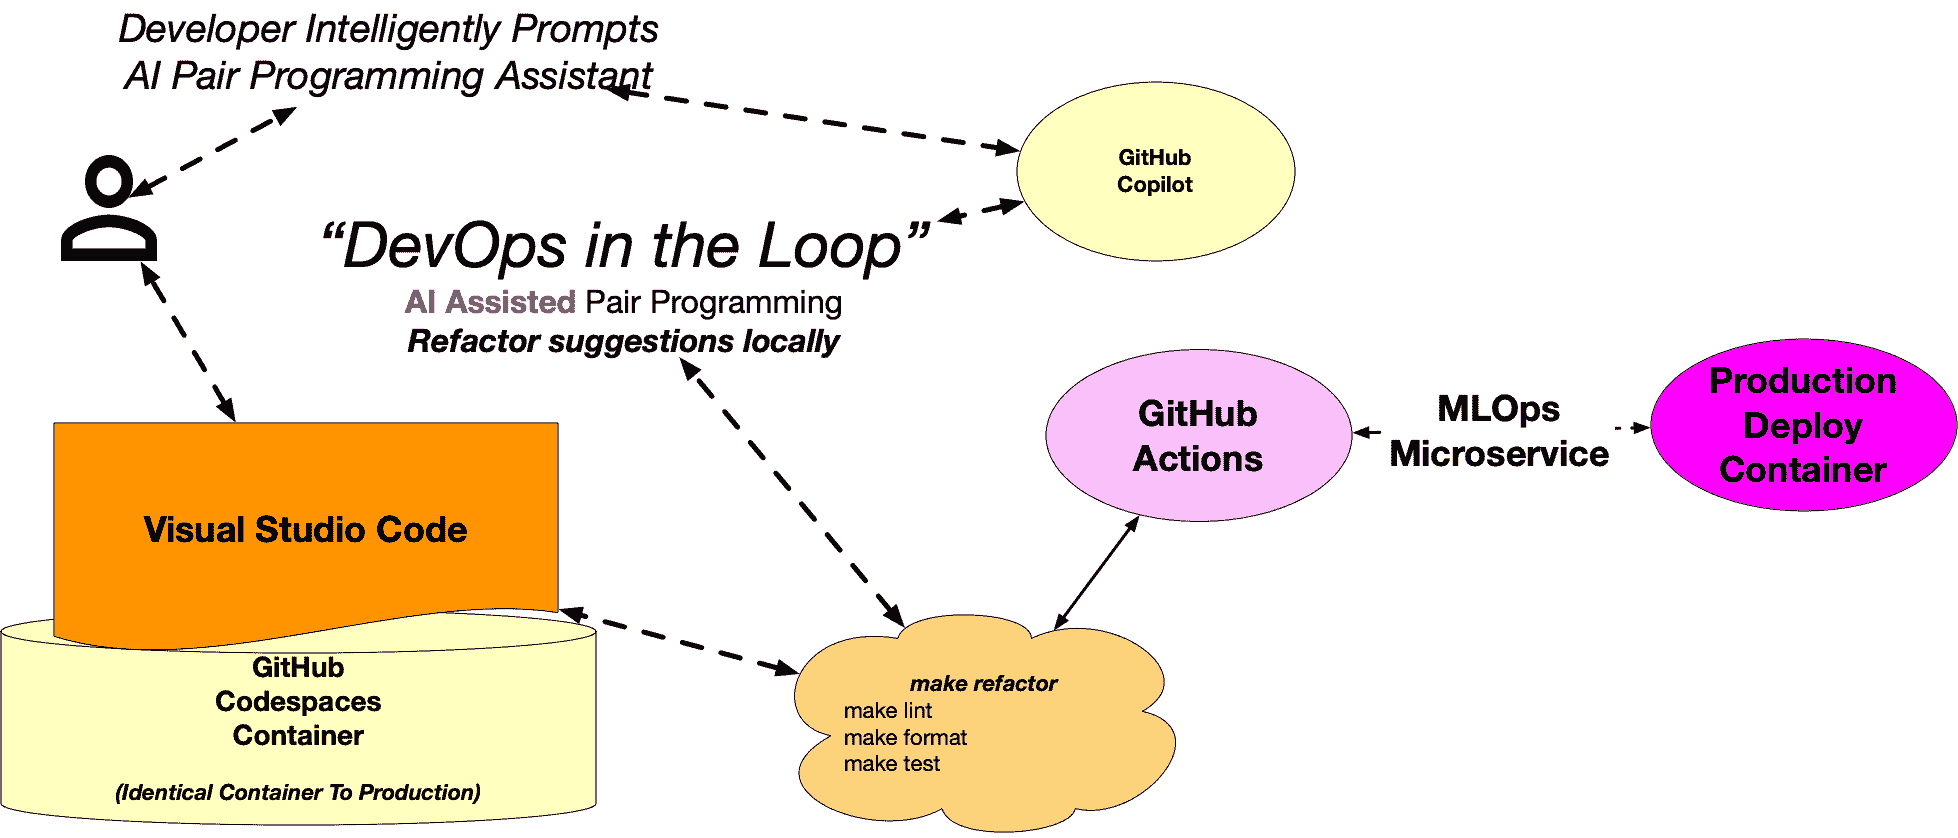 Developer Intelligently Prompts
AI Pair Programming Assistant
GitHub
Copilot
“DevOps in the Loop”
AI Assisted Pair Programming
Refactor suggestions locally
GitHub
Actions
MLOps
Microservice
Production
Deploy
Container
Visual Studio Code
GitHub
Codespaces
Container
(Identical Container To Production)
make refactor
make lint
make format
make test